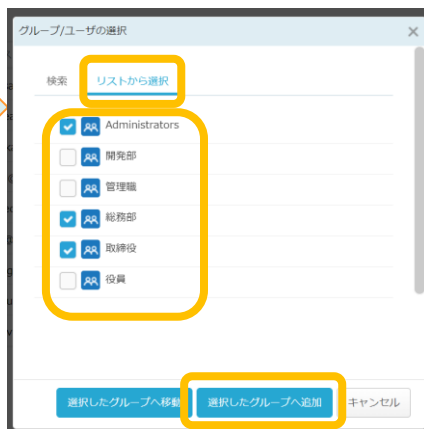 グループ/ユーザの選択
検索 リストから選択
Administrators
開発部
管理職
総務部
取締役
役員
選択したグループへ移動 選択したグループへ追加 キャンセル